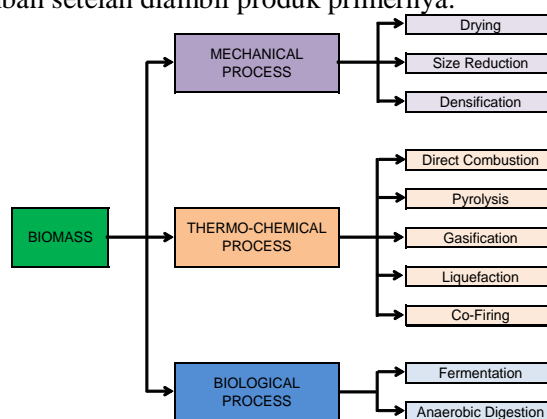 setelah diambil produk primernya.
Drying
MECHANICAL
PROCESS
Size Reduction
Densification
Direct Combustion
Pyrolysis
BIOMASS
THERMO-CHEMICAL
PROCESS
Gasification
Liquefaction
Co-Firing
Fermentation
BIOLOGICAL
PROCESS
Anaerobic Digestion